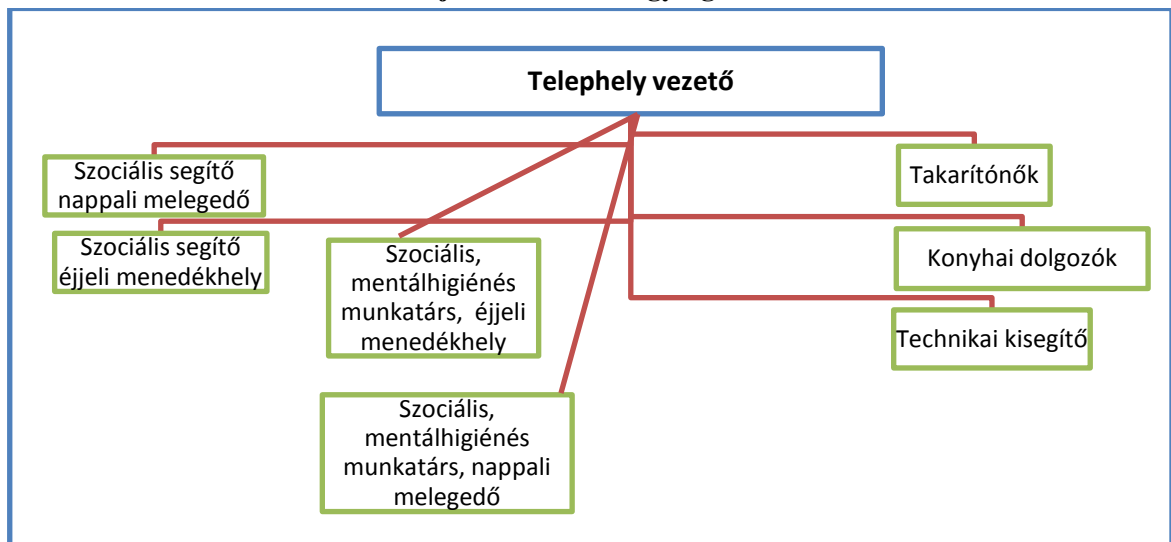 Telephely vezető
Szociális segítő
nappali melegedő
Szociális segítő
éjjeli menedékhely
Szociális,
mentálhigiénés
munkatárs, éjjeli
menedékhely
Szociális,
mentálhigiénés
munkatárs, nappali
melegedő
Takarítónők
Konyhai dolgozók
Technikai kisegítő